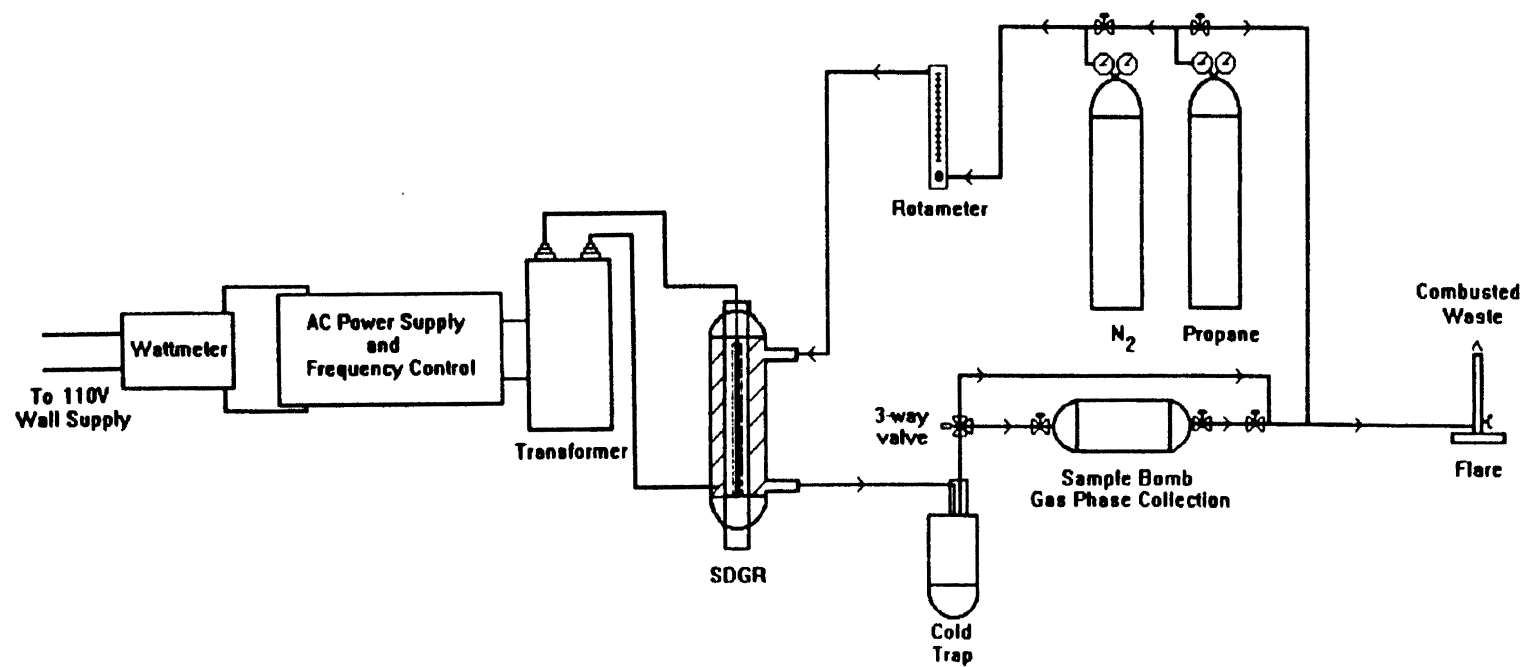 Rotameter
N2
Propane
Combusted
Waste
AC Power Supply
and
Frequency Control
Wattmeter
To 110V
Wall Supply
Transformer
3-way
valve
Sample Bomb
Gas Phase Collection
Flare
SDGR
Cold
Trap